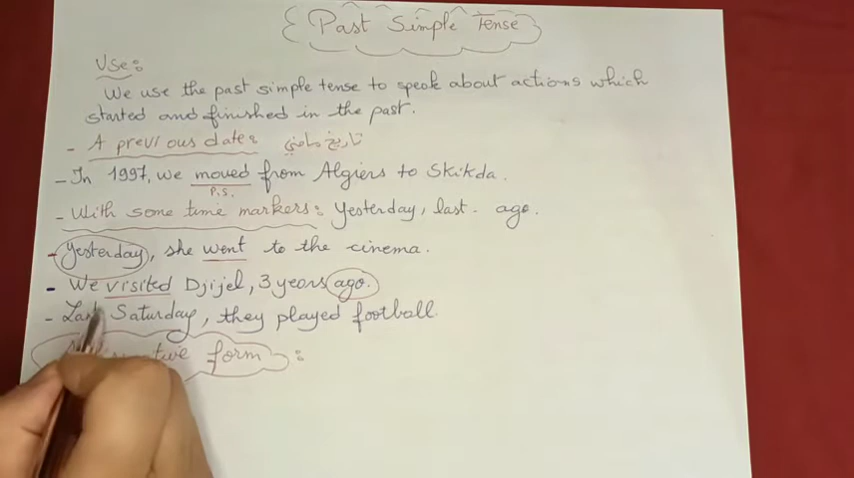 Past Simple Tense
Use:
We use the past simple tense to speak about actions which
started and finished in the past.
- A previous date: تاريخ ماضي
- In 1997, we moved from Algiers to Skikda.
P.S.
- With some time markers: Yesterday, last. ago.
- Yesterday, she went to the cinema.
- We visited Djijel, 3 years ago.
- Saturday, they played football.
form: